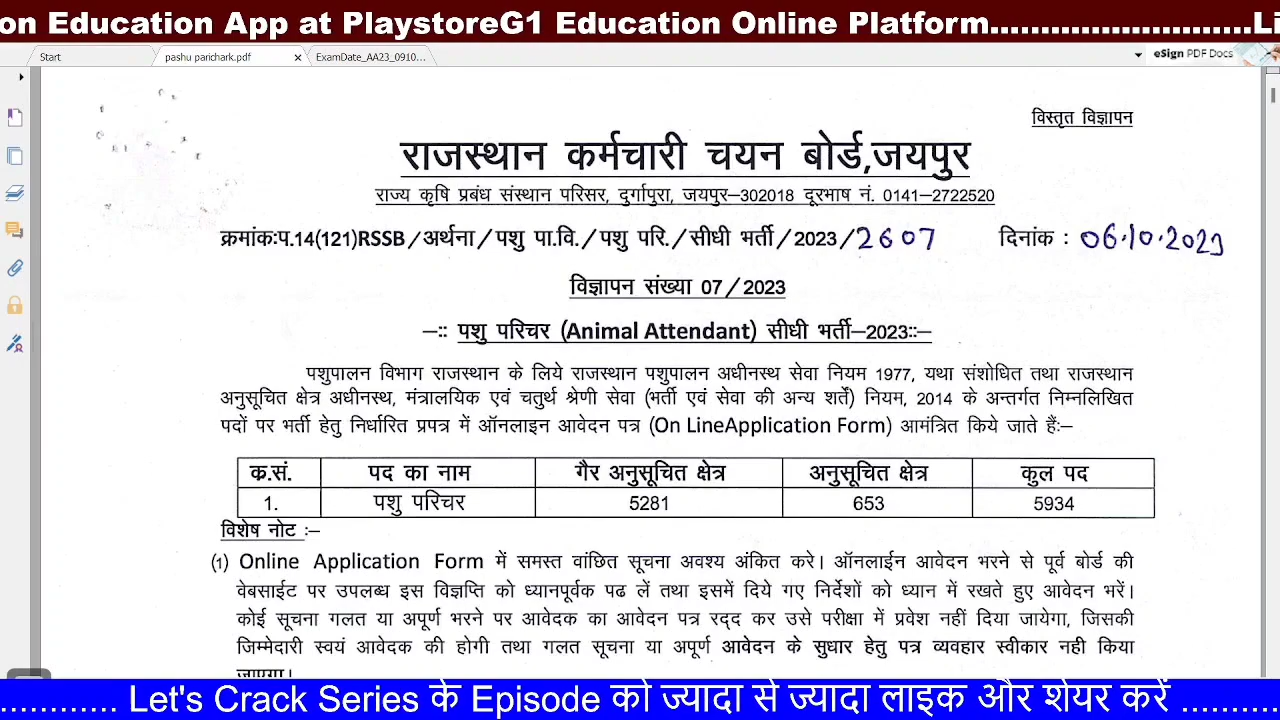 on Education App at PlaystoreG1 Education Online Platform.........................Li
Start pashu parichark.pdf × ExamDate_AA23_0910... eSign PDF Docs
विस्तृत विज्ञापन
राजस्थान कर्मचारी चयन बोर्ड,जयपुर
राज्य कृषि प्रबंध संस्थान परिसर, दुर्गापुरा, जयपुर–302018 दूरभाष नं. 0141–2722520
क्रमांकःप.14(121)RSSB/अर्थना/पशु पा.वि./पशु परि./सीधी भर्ती/2023/2607 दिनांक : 06.10.2023
विज्ञापन संख्या 07/2023
–:: पशु परिचर (Animal Attendant) सीधी भर्ती–2023::–
पशुपालन विभाग राजस्थान के लिये राजस्थान पशुपालन अधीनस्थ सेवा नियम 1977, यथा संशोधित तथा राजस्थान
अनुसूचित क्षेत्र अधीनस्थ, मंत्रालयिक एवं चतुर्थ श्रेणी सेवा (भर्ती एवं सेवा की अन्य शर्तें) नियम, 2014 के अन्तर्गत निम्नलिखित
पदों पर भर्ती हेतु निर्धारित प्रपत्र में ऑनलाइन आवेदन पत्र (On LineApplication Form) आमंत्रित किये जाते हैंः–
क्र.सं. पद का नाम गैर अनुसूचित क्षेत्र अनुसूचित क्षेत्र कुल पद
1. पशु परिचर 5281 653 5934
विशेष नोट :–
(1) Online Application Form में समस्त वांछित सूचना अवश्य अंकित करे। ऑनलाईन आवेदन भरने से पूर्व बोर्ड की
वेबसाईट पर उपलब्ध इस विज्ञप्ति को ध्यानपूर्वक पढ लें तथा इसमें दिये गए निर्देशों को ध्यान में रखते हुए आवेदन भरें।
कोई सूचना गलत या अपूर्ण भरने पर आवेदक का आवेदन पत्र रद्द कर उसे परीक्षा में प्रवेश नहीं दिया जायेगा, जिसकी
जिम्मेदारी स्वयं आवेदक की होगी तथा गलत सूचना या अपूर्ण आवेदन के सुधार हेतु पत्र व्यवहार स्वीकार नही किया
जाएगा।
............ Let's Crack Series के Episode को ज्यादा से ज्यादा लाइक और शेयर करें ..........